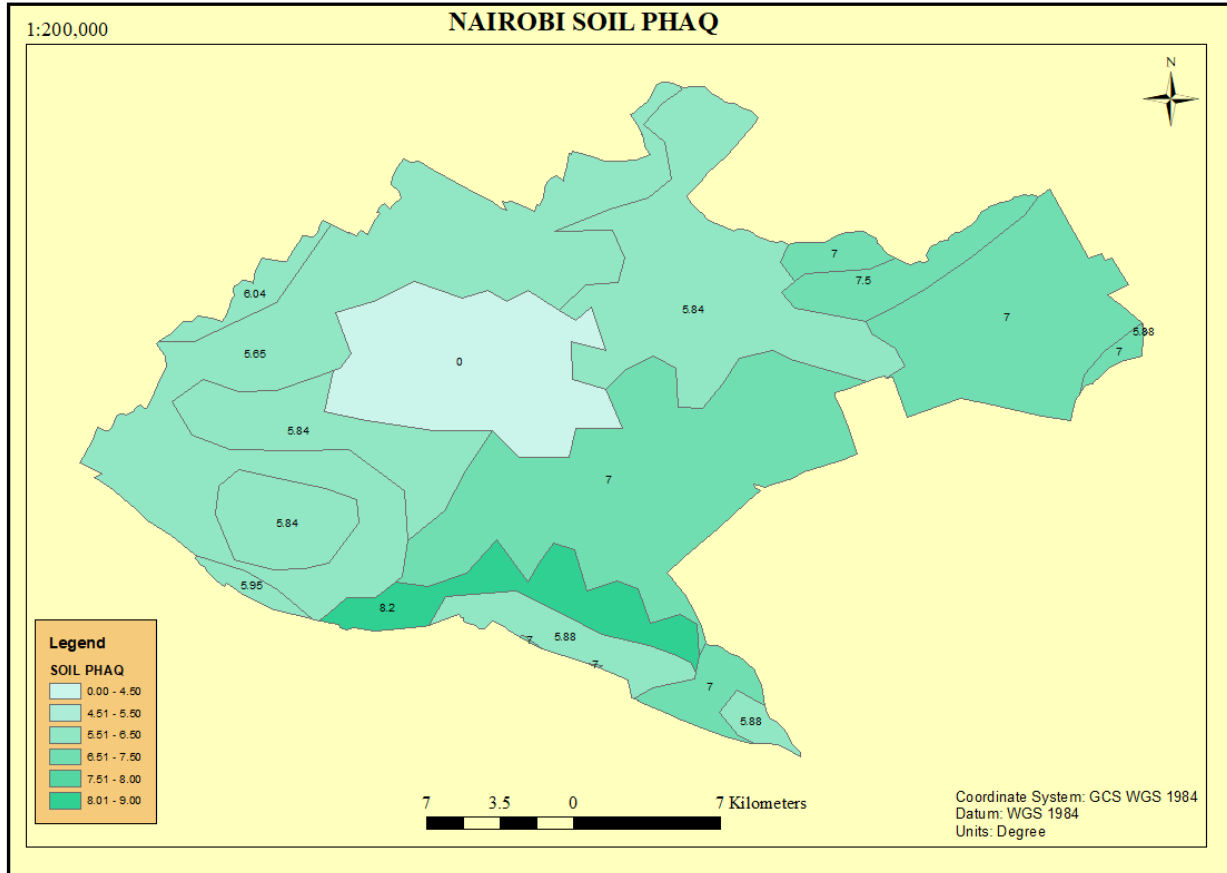 NAIROBI SOIL PHAQ
1:200,000
N
6.04
5.65
0
5.84
7
7.5
7
5.88
7
5.84
7
5.84
5.95
8.2
5.88
7
7
7
5.88
Legend
SOIL PHAQ
0.00 - 4.50
4.51 - 5.50
5.51 - 6.50
6.51 - 7.50
7.51 - 8.00
8.01 - 9.00
7 3.5 0 7 Kilometers
Coordinate System: GCS WGS 1984
Datum: WGS 1984
Units: Degree